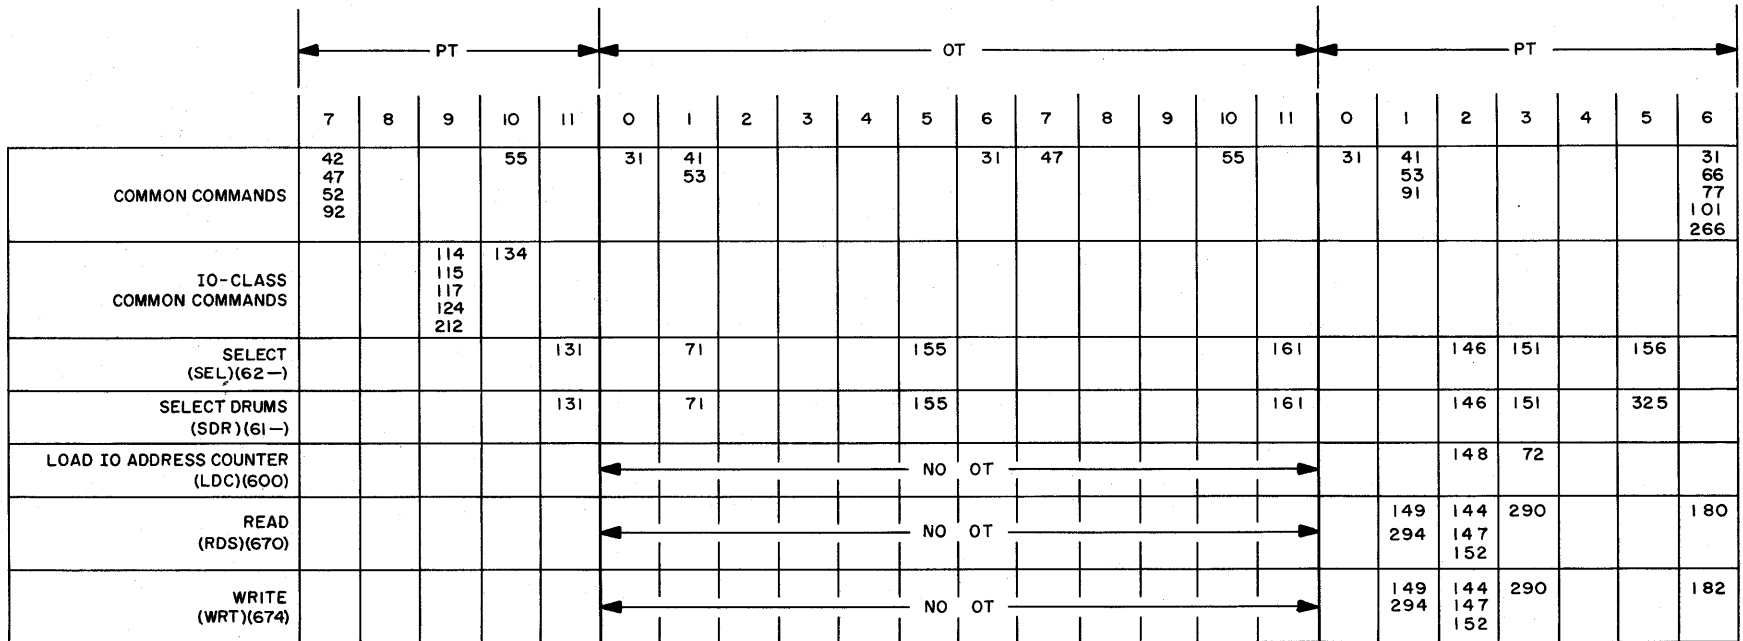 PT OT PT
7 8 9 10 11 0 1 2 3 4 5 6 7 8 9 10 11 0 1 2 3 4 5 6
COMMON COMMANDS
42 55 31 41 31 47 55 31 41 31
47 53 53 66
52 91 77
92 101
266
IO-CLASS
COMMON COMMANDS
114 134
115
117
124
212
SELECT
(SEL)(62—)
131 71 155 161 146 151 156
SELECT DRUMS
(SDR)(61—)
131 71 155 161 146 151 325
LOAD IO ADDRESS COUNTER
(LDC)(600)
NO OT 148 72
READ
(RDS)(670)
NO OT
149 144 290 180
294 147
152
WRITE
(WRT)(674)
NO OT
149 144 290 182
294 147
152